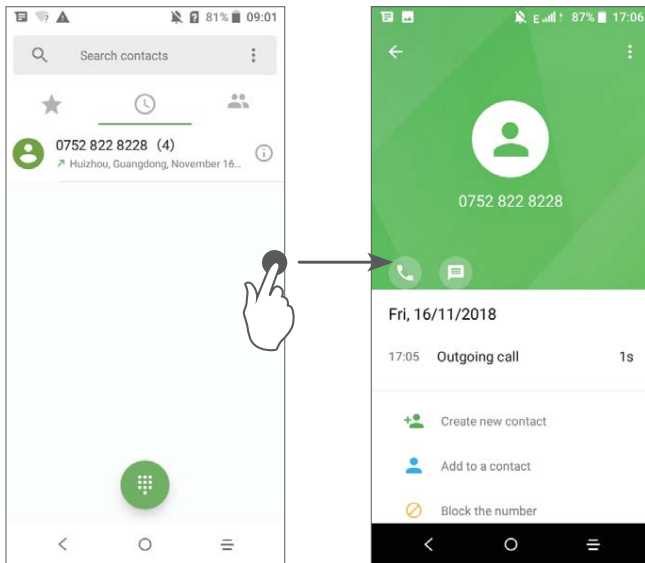 81% 09:01
Search contacts
0752 822 8228 (4)
Huizhou, Guangdong, November 16...
E 87% 17:06
0752 822 8228
Fri, 16/11/2018
17:05 Outgoing call 1s
Create new contact
Add to a contact
Block the number